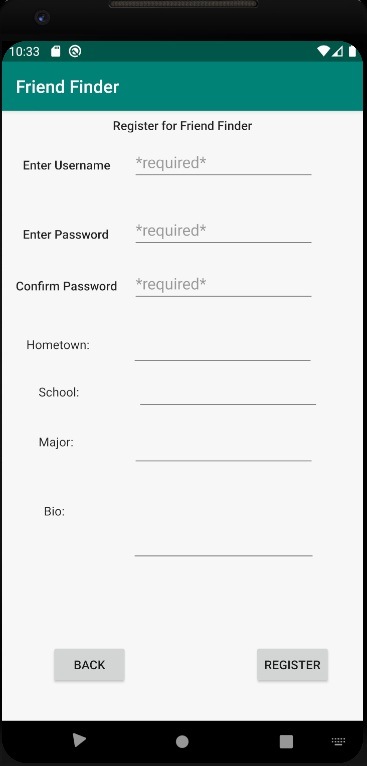 10:33
Friend Finder
Register for Friend Finder
Enter Username *required*
Enter Password *required*
Confirm Password *required*
Hometown:
School:
Major:
Bio:
BACK REGISTER